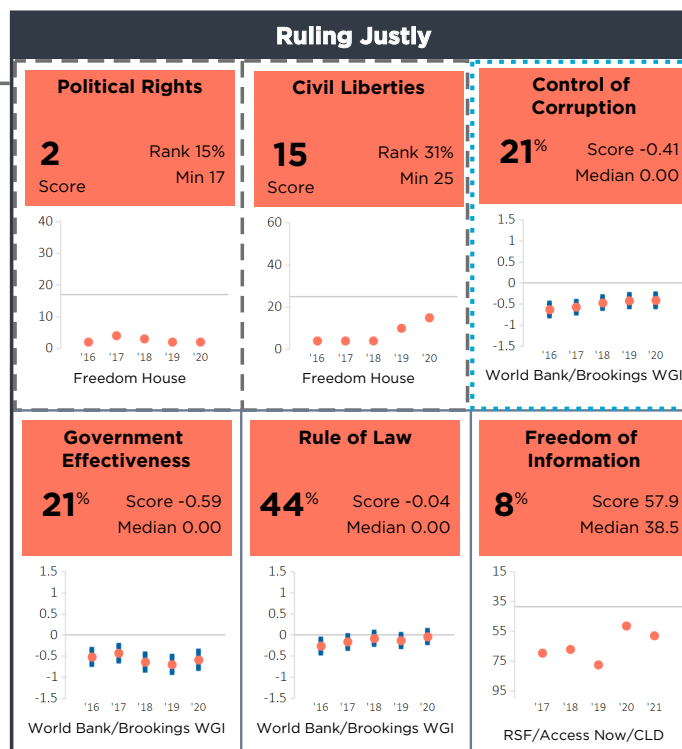 Ruling Justly
Political Rights
2
Score
Rank 15%
Min 17
40
30
20
10
0
'16 '17 '18 '19 '20
Freedom House
Civil Liberties
15
Score
Rank 31%
Min 25
60
40
20
0
'16 '17 '18 '19 '20
Freedom House
Control of
Corruption
21%
Score -0.41
Median 0.00
1.5
1
0.5
0
-0.5
-1
-1.5
'16 '17 '18 '19 '20
World Bank/Brookings WGI
Government
Effectiveness
21%
Score -0.59
Median 0.00
1.5
1
0.5
0
-0.5
-1
-1.5
'16 '17 '18 '19 '20
World Bank/Brookings WGI
Rule of Law
44%
Score -0.04
Median 0.00
1.5
1
0.5
0
-0.5
-1
-1.5
'16 '17 '18 '19 '20
World Bank/Brookings WGI
Freedom of
Information
8%
Score 57.9
Median 38.5
15
35
55
75
95
'17 '18 '19 '20 '21
RSF/Access Now/CLD